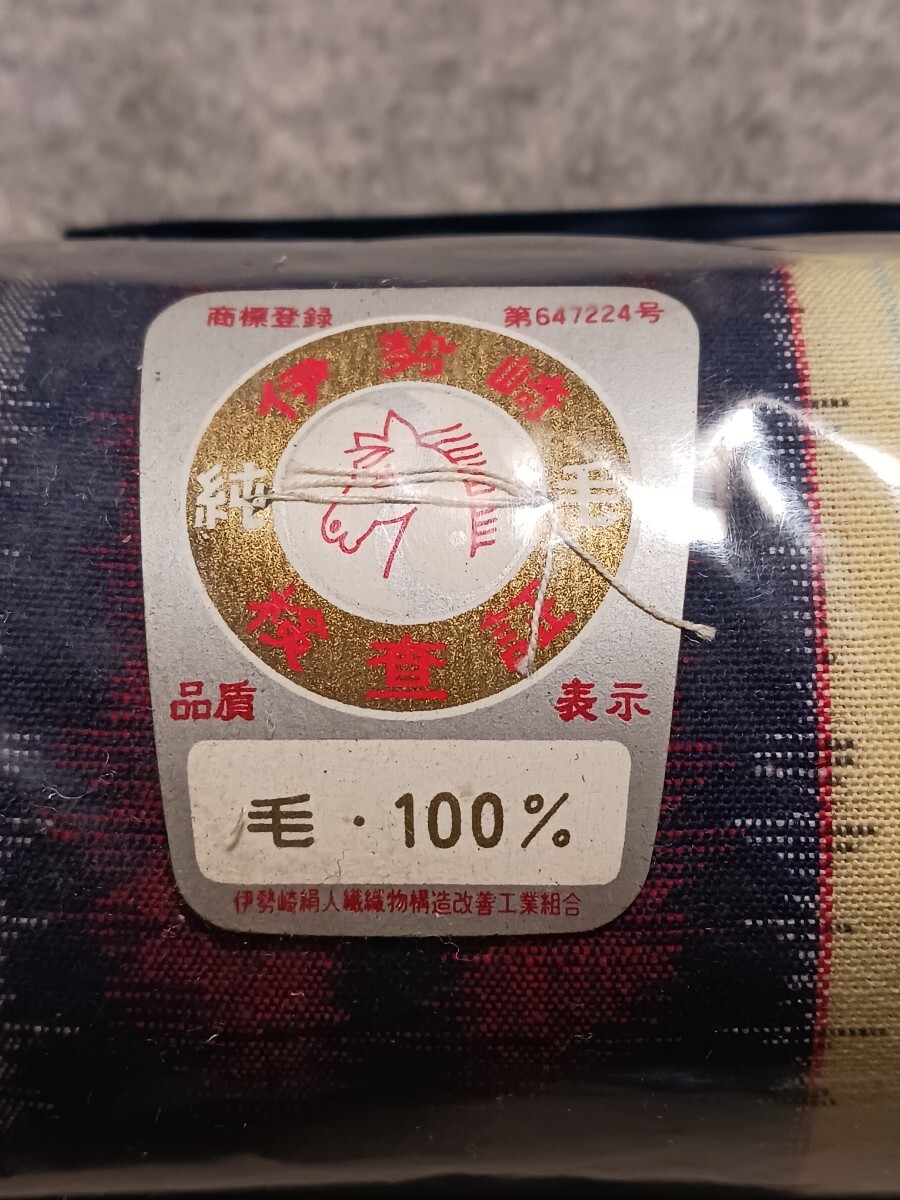 商標登録 第647224号
伊勢崎
純毛
検査証
品質 表示
毛・100%
伊勢崎絹人繊織物構造改善工業組合